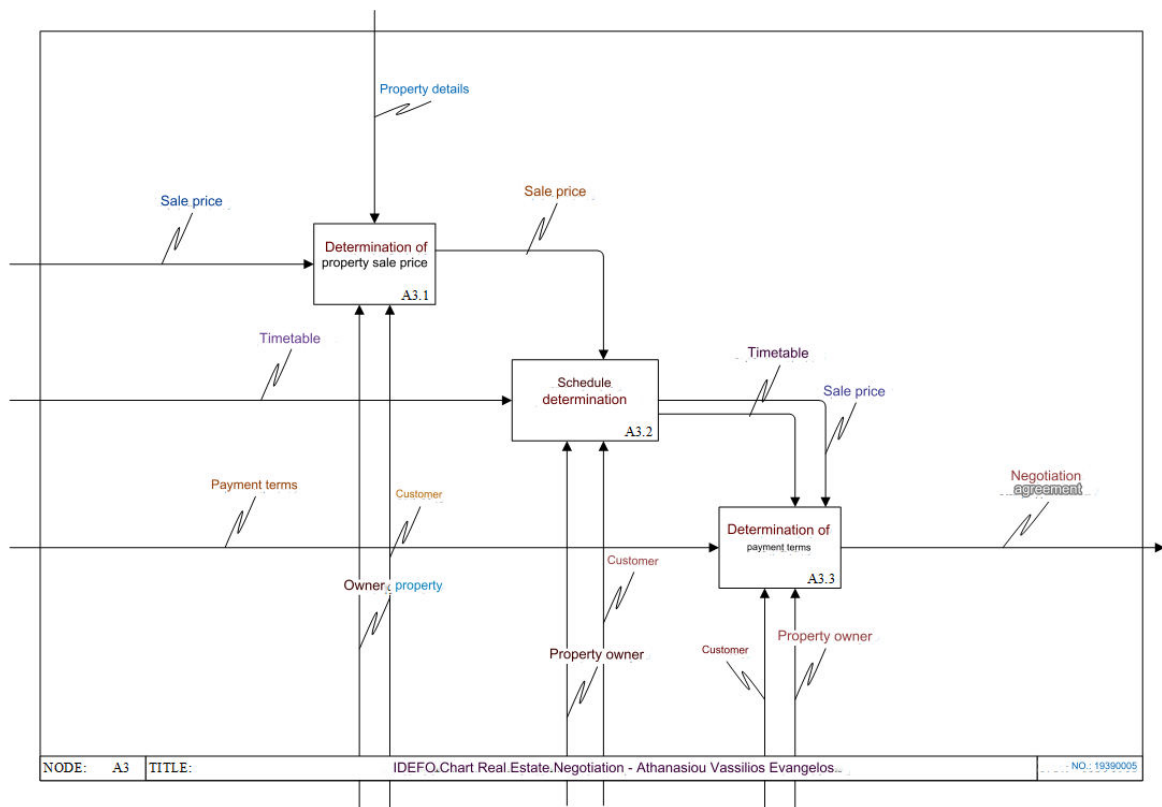 Property details
Sale price
Sale price
Determination of
property sale price
A3.1
Timetable
Timetable
Schedule
determination
A3.2
Sale price
Payment terms
Customer
Negotiation
agreement
Determination of
payment terms
A3.3
Customer
Owner property
Property owner
Customer
Property owner
NODE: A3 TITLE: IDEFO Chart Real Estate Negotiation - Athanasiou Vassilios Evangelos NO.: 19390005